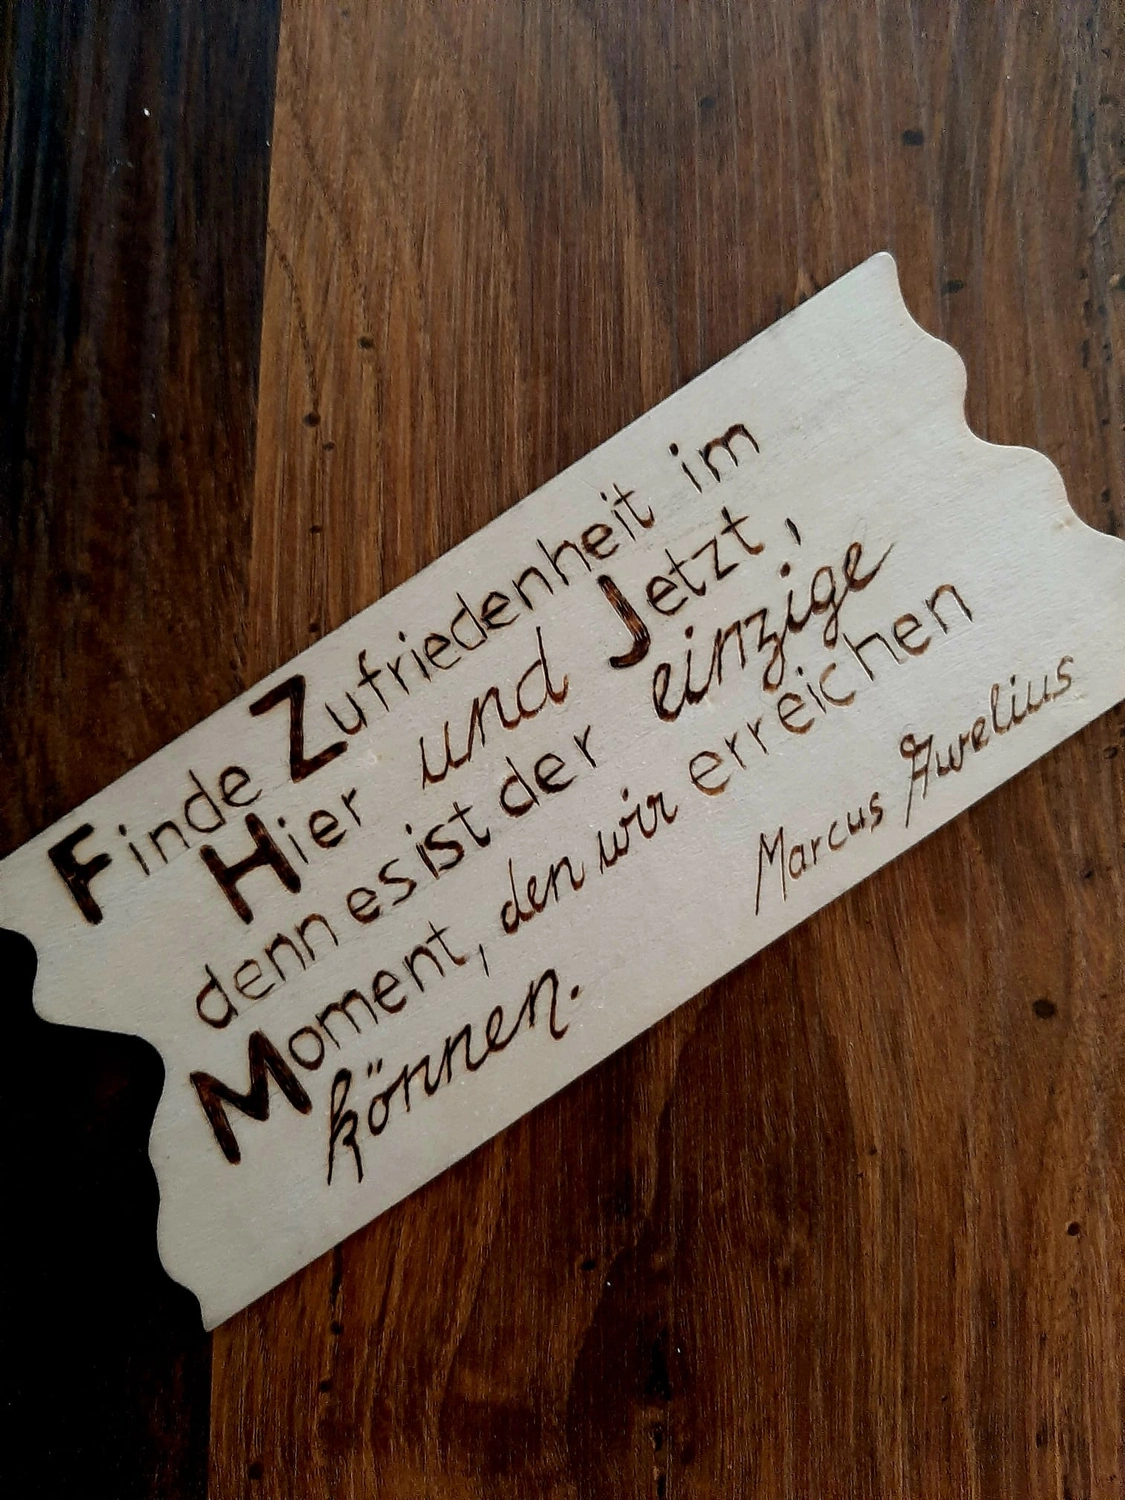 Finde Zufriedenheit im
Hier und Jetzt,
denn es ist der einzige
Moment, den wir erreichen
können.
Marcus Aurelius